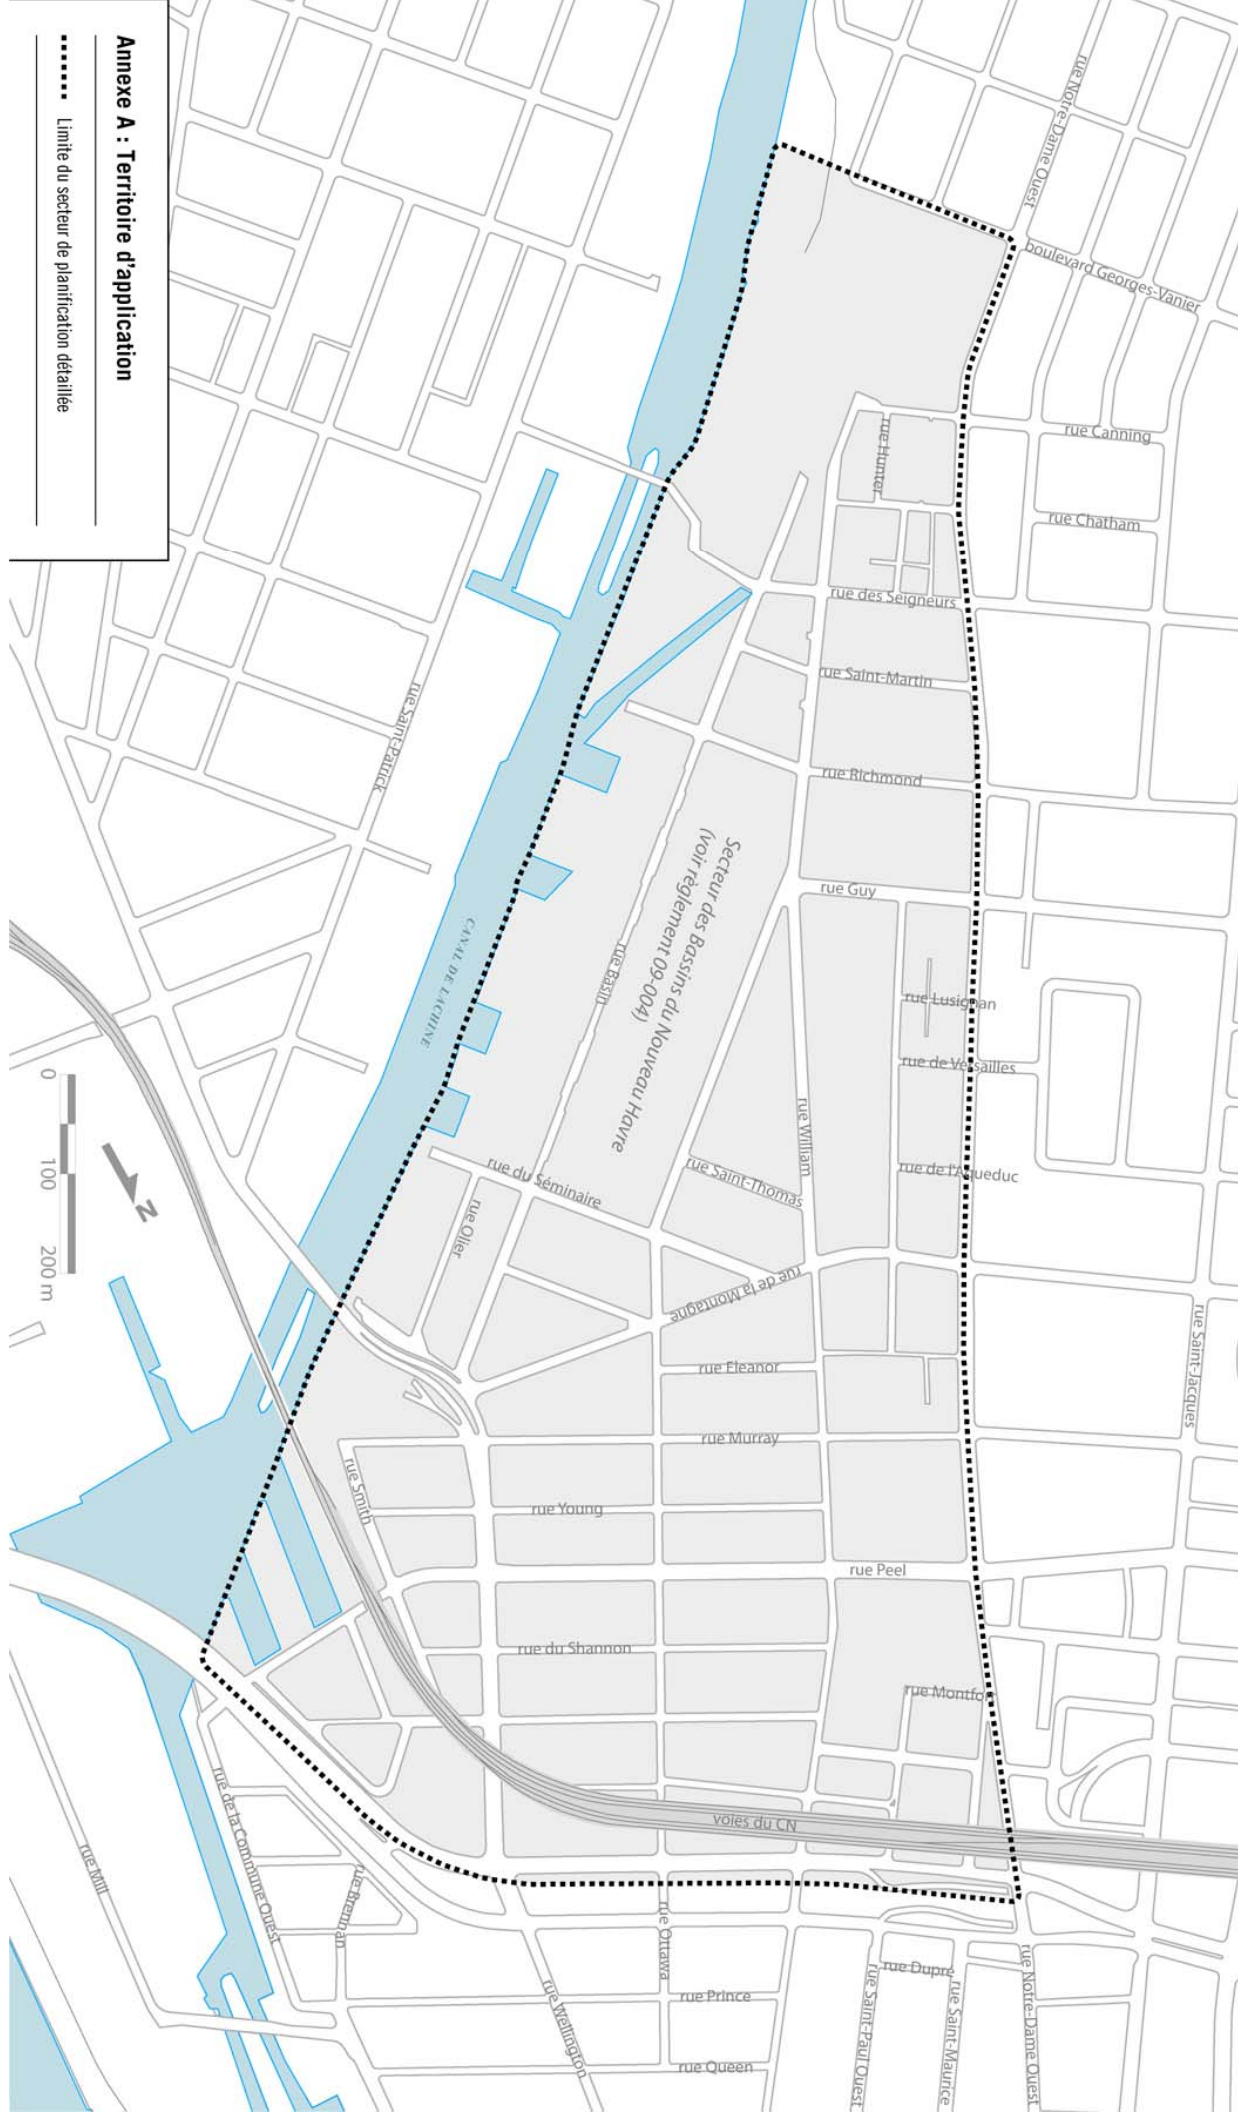 Annexe A : Territoire d'application
Limite du secteur de planification détaillée
rue Notre-Dame Ouest
boulevard Georges-Vanier
rue Canning
rue Hunter
rue Chatham
rue des Seigneurs
rue Saint-Martin
rue Saint-Patrick
rue Richmond
Secteur des Bassins du Nouveau Havre
(voir règlement 09-004)
rue Guy
rue Basin
CANAL DE LACHINE
rue Lusignan
rue de Versailles
rue William
rue de l'Aqueduc
rue Saint-Thomas
rue du Séminaire
rue Olier
0 100 200 m
N
rue de la Montagne
rue Saint-Jacques
rue Eleanor
rue Murray
rue Smith
rue Young
rue Peel
rue du Shannon
rue Montfort
voies du CN
rue de la Commune Ouest
rue Mill
rue Brennan
rue Ottawa
rue Dupré
rue Prince
rue Wellington
rue Saint-Paul Ouest
rue Saint-Maurice
rue Notre-Dame Ouest
rue Queen